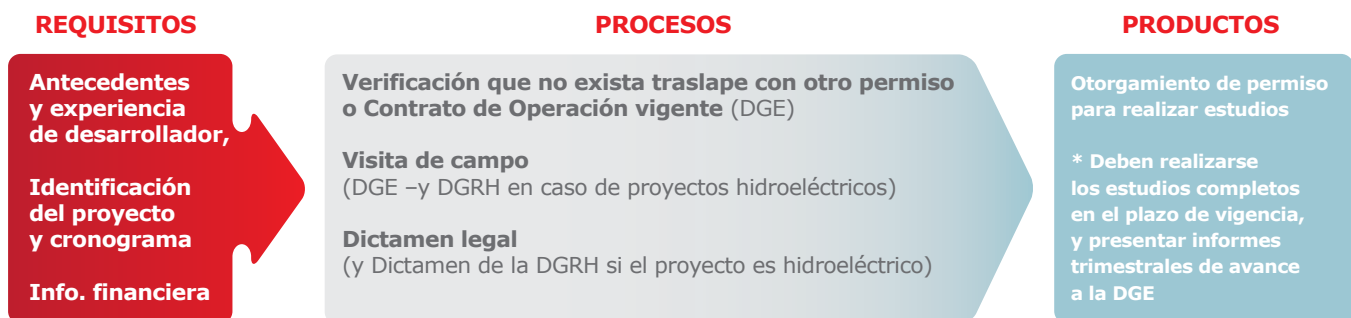 REQUISITOS
Antecedentes
y experiencia
de desarrollador,
Identificación
del proyecto
y cronograma
Info. financiera
PROCESOS
Verificación que no exista traslape con otro permiso
o Contrato de Operación vigente (DGE)
Visita de campo
(DGE –y DGRH en caso de proyectos hidroeléctricos)
Dictamen legal
(y Dictamen de la DGRH si el proyecto es hidroeléctrico)
PRODUCTOS
Otorgamiento de permiso
para realizar estudios
* Deben realizarse
los estudios completos
en el plazo de vigencia,
y presentar informes
trimestrales de avance
a la DGE